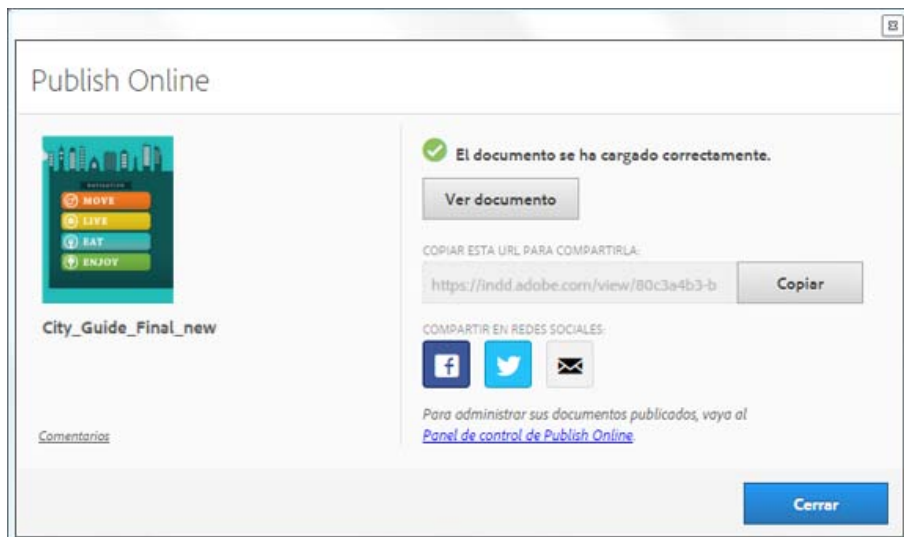 Publish Online
El documento se ha cargado correctamente.
Ver documento
COPIAR ESTA URL PARA COMPARTIRLA:
https://indd.adobe.com/view/80c3a4b3-b
Copiar
COMPARTIR EN REDES SOCIALES:
Para administrar sus documentos publicados, vaya al
Panel de control de Publish Online.
NAVIGATION
MOVE
LIVE
EAT
ENJOY
City_Guide_Final_new
Comentarios
Cerrar